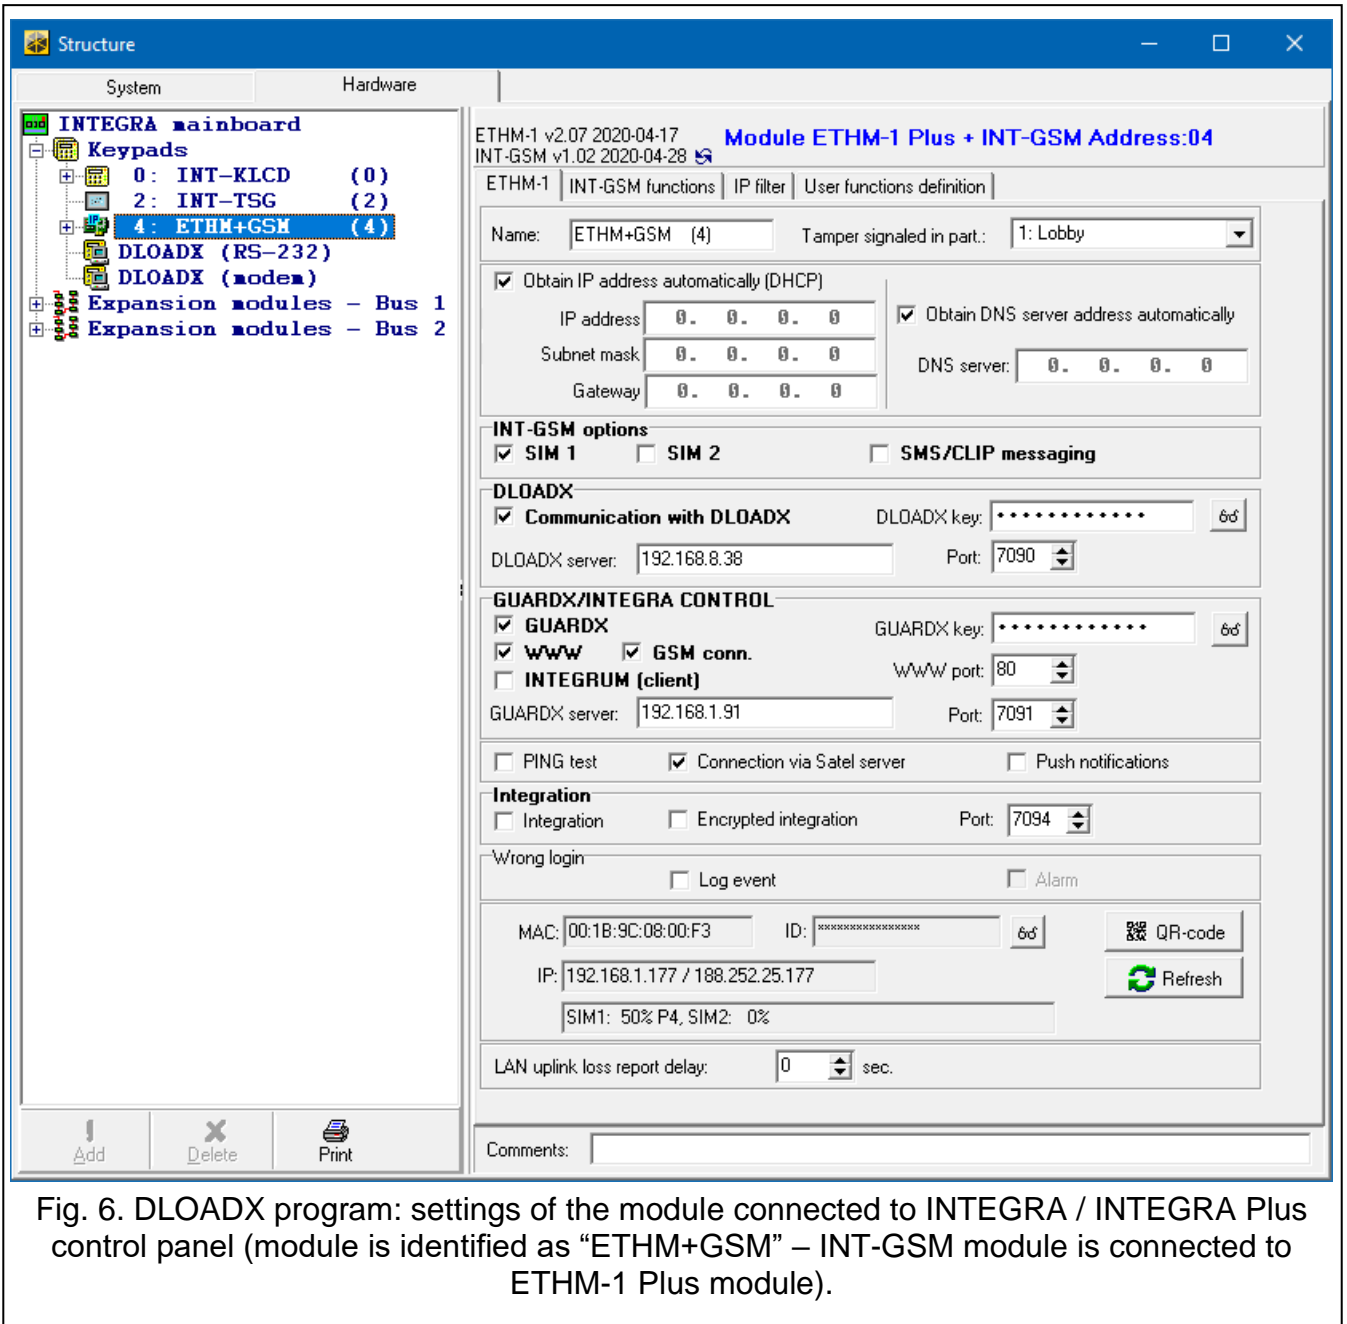 Structure
System
Hardware
INTEGRA mainboard
Keypads
0: INT-KLCD (0)
2: INT-TSG (2)
4: ETHM+GSM (4)
DLOADX (RS-232)
DLOADX (modem)
Expansion modules - Bus 1
Expansion modules - Bus 2
Add
Delete
Print
ETHM-1 v2.07 2020-04-17
INT-GSM v1.02 2020-04-28
Module ETHM-1 Plus + INT-GSM Address:04
ETHM-1 INT-GSM functions IP filter User functions definition
Name: ETHM+GSM (4) Tamper signaled in part.: 1: Lobby
Obtain IP address automatically (DHCP)
IP address 0. 0. 0. 0
Subnet mask 0. 0. 0. 0
Gateway 0. 0. 0. 0
Obtain DNS server address automatically
DNS server: 0. 0. 0. 0
INT-GSM options
SIM 1 SIM 2 SMS/CLIP messaging
DLOADX
Communication with DLOADX DLOADX key: ••••••••••••
DLOADX server: 192.168.8.38 Port: 7090
GUARDX/INTEGRA CONTROL
GUARDX GUARDX key: ••••••••••••
WWW GSM conn. WWW port: 80
INTEGRUM (client)
GUARDX server: 192.168.1.91 Port: 7091
PING test Connection via Satel server Push notifications
Integration
Integration Encrypted integration Port: 7094
Wrong login
Log event Alarm
MAC: 00:1B:9C:08:00:F3 ID: **************** QR-code
IP: 192.168.1.177 / 188.252.25.177 Refresh
SIM1: 50% P4, SIM2: 0%
LAN uplink loss report delay: 0 sec.
Comments:
Fig. 6. DLOADX program: settings of the module connected to INTEGRA / INTEGRA Plus
control panel (module is identified as “ETHM+GSM” – INT-GSM module is connected to
ETHM-1 Plus module).